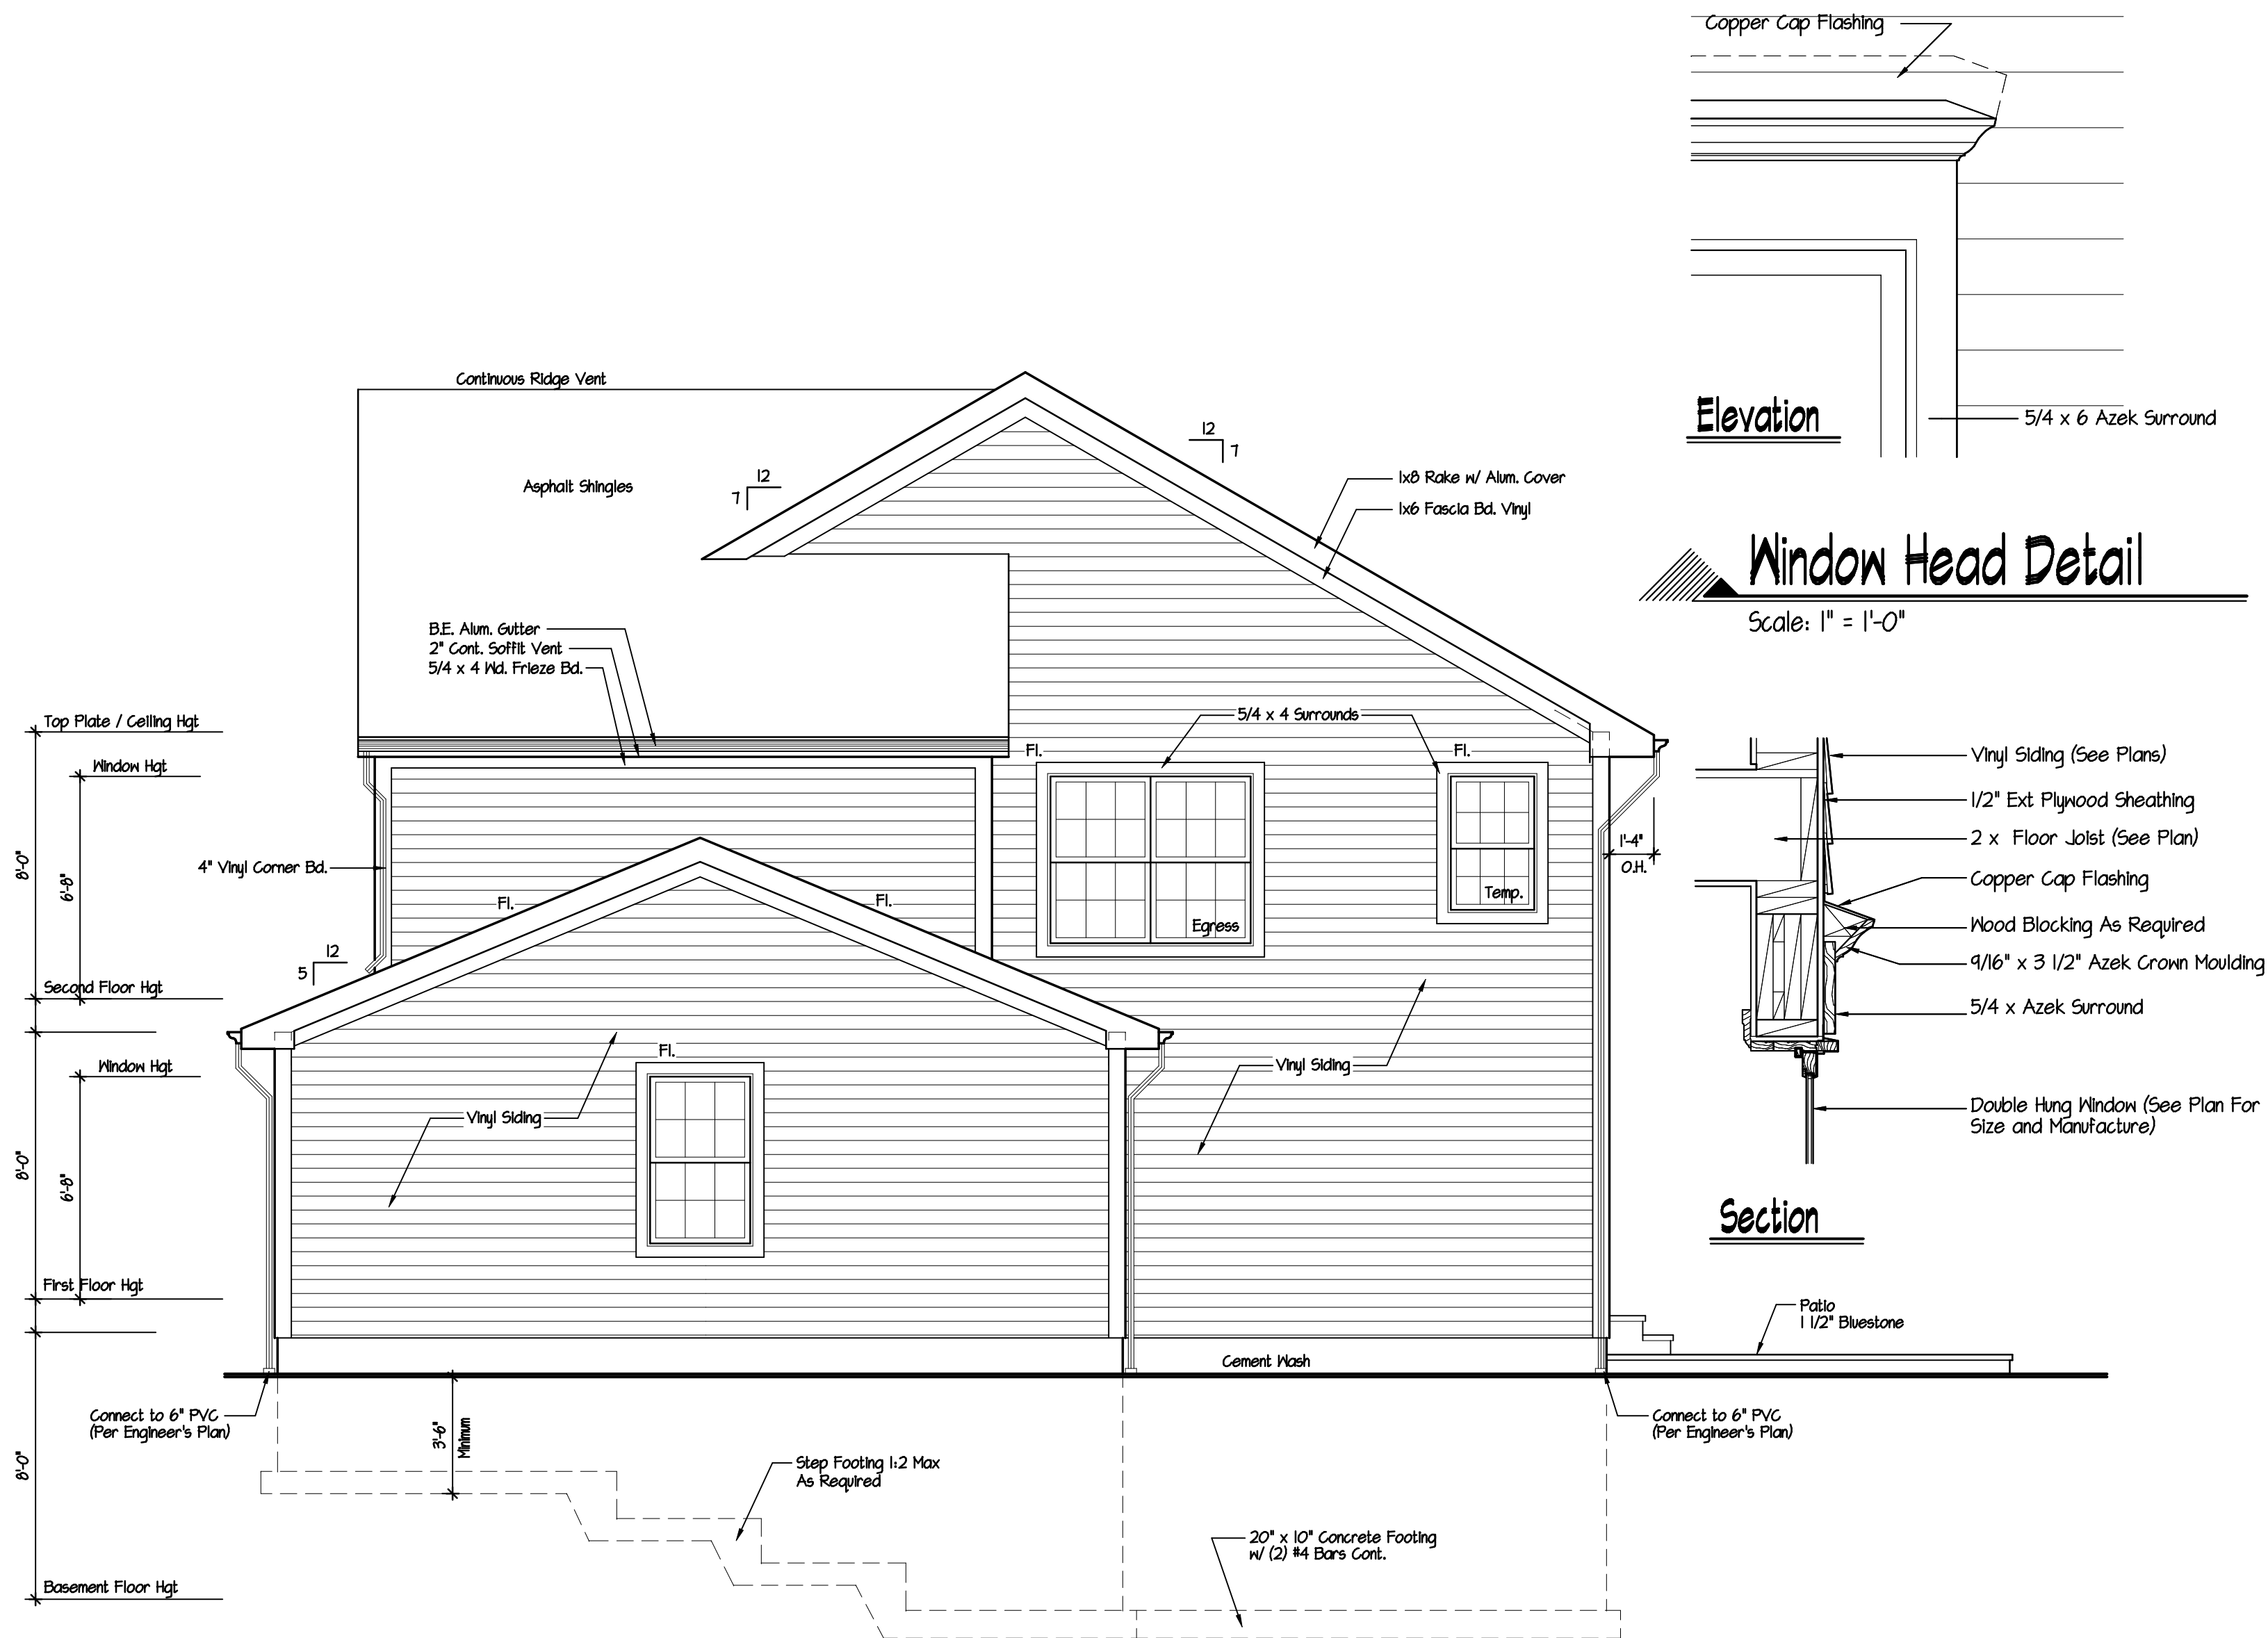 Copper Cap Flashing
Elevation
5/4 x 6 Azek Surround
Window Head Detail
Scale: 1" = 1'-0"
Continuous Ridge Vent
Asphalt Shingles
12
7
12
7
1x8 Rake w/ Alum. Cover
1x6 Fascia Bd. Vinyl
B.E. Alum. Gutter
2" Cont. Soffit Vent
5/4 x 4 Wd. Frieze Bd.
Top Plate / Ceiling Hgt
Window Hgt
8'-0"
6'-8"
4" Vinyl Corner Bd.
5/4 x 4 Surrounds
Fl.
Fl.
Egress
Temp.
1'-4"
O.H.
Fl.
Fl.
12
5
Second Floor Hgt
Window Hgt
8'-0"
6'-8"
Fl.
Vinyl Siding
Vinyl Siding
First Floor Hgt
Cement Wash
Patio
1 1/2" Bluestone
Connect to 6" PVC
(Per Engineer's Plan)
3'-6"
Minimum
8'-0"
Step Footing 1:2 Max
As Required
20" x 10" Concrete Footing
w/ (2) #4 Bars Cont.
Connect to 6" PVC
(Per Engineer's Plan)
Basement Floor Hgt
Vinyl Siding (See Plans)
1/2" Ext Plywood Sheathing
2 x Floor Joist (See Plan)
Copper Cap Flashing
Wood Blocking As Required
9/16" x 3 1/2" Azek Crown Moulding
5/4 x Azek Surround
Double Hung Window (See Plan For
Size and Manufacture)
Section